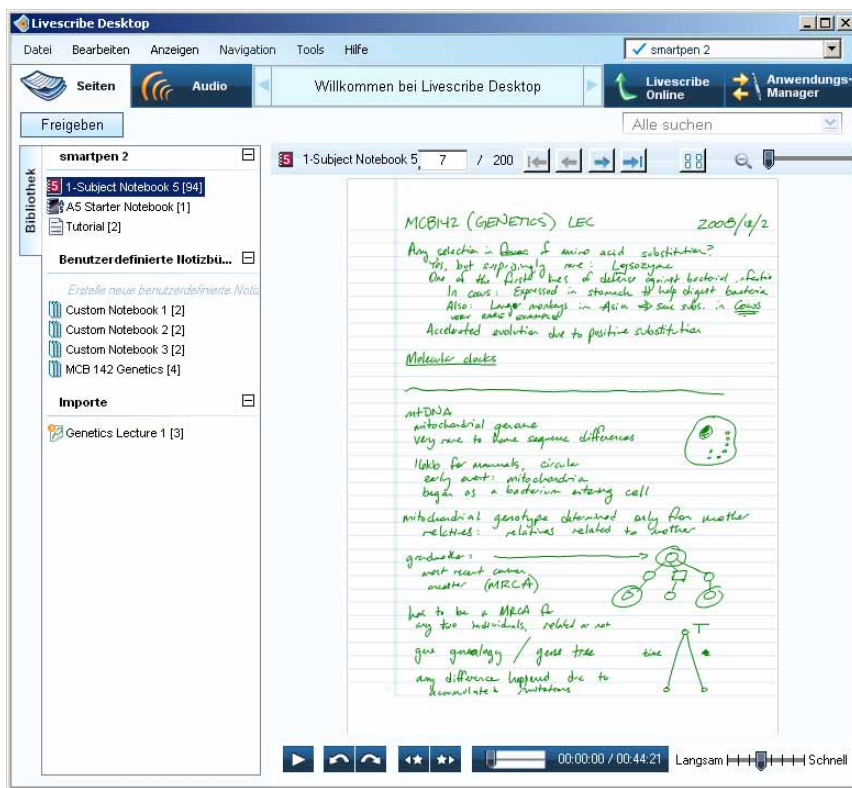 Livescribe Desktop
Datei Bearbeiten Anzeigen Navigation Tools Hilfe
smartpen 2
Seiten
Audio
Willkommen bei Livescribe Desktop
Livescribe Online
Anwendungs-Manager
Freigeben
Alle suchen
Bibliothek
smartpen 2
1-Subject Notebook 5 [94]
A5 Starter Notebook [1]
Tutorial [2]
Benutzerdefinierte Notizbü...
Erstelle neue benutzerdefinierte Notiz
Custom Notebook 1 [2]
Custom Notebook 2 [2]
Custom Notebook 3 [2]
MCB 142 Genetics [4]
Importe
Genetics Lecture 1 [3]
1-Subject Notebook 5, 7 / 200
MCB142 (GENETICS) LEC 2008/12/2
Any selection in of amino acid substitution?
Yes, but surprisingly rare: Lysozyme
One of the first lines of defense against bacterial
In cows: Expressed in stomach to help digest bacteria
Also: Langur monkeys in Asia → same subs. in Cows
VERY RARE EXAMPLE
Accelerated evolution due to positive substitution
Molecular clocks
mtDNA
mitochondrial genome
very rare to have sequence differences
16kb for mammals, circular
early event: mitochondria
began as a bacterium entering cell
mitochondrial genotype determined only from mother
relatives: relatives related to mother
grandmother:
most recent common
ancestor (MRCA)
has to be a MRCA for
any two individuals, related or not
gene genealogy / gene tree
time T
any difference happened due to
accumulated mutations
00:00:00 / 00:44:21
Langsam Schnell